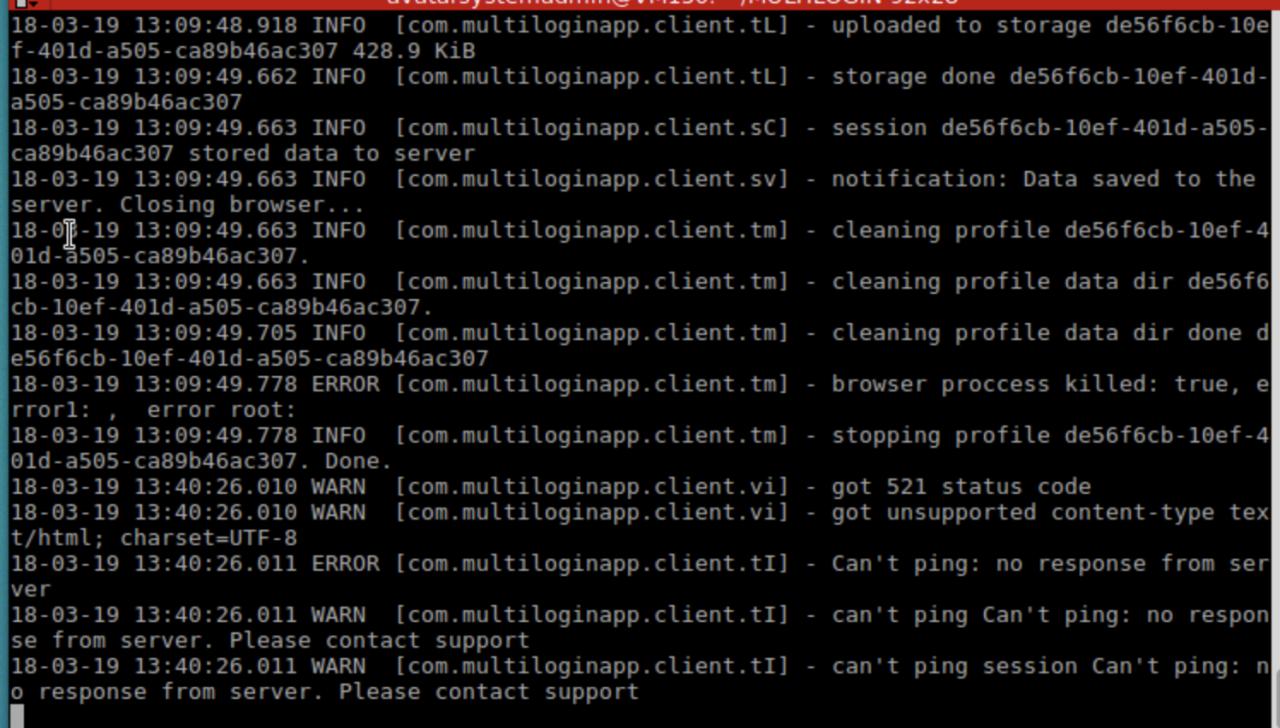 18-03-19 13:09:48.918 INFO  [com.multiloginapp.client.tL] - uploaded to storage de56f6cb-10e
f-401d-a505-ca89b46ac307 428.9 KiB
18-03-19 13:09:49.662 INFO  [com.multiloginapp.client.tL] - storage done de56f6cb-10ef-401d-
a505-ca89b46ac307
18-03-19 13:09:49.663 INFO  [com.multiloginapp.client.sC] - session de56f6cb-10ef-401d-a505-
ca89b46ac307 stored data to server
18-03-19 13:09:49.663 INFO  [com.multiloginapp.client.sv] - notification: Data saved to the
server. Closing browser...
18-03-19 13:09:49.663 INFO  [com.multiloginapp.client.tm] - cleaning profile de56f6cb-10ef-4
01d-a505-ca89b46ac307.
18-03-19 13:09:49.663 INFO  [com.multiloginapp.client.tm] - cleaning profile data dir de56f6
cb-10ef-401d-a505-ca89b46ac307.
18-03-19 13:09:49.705 INFO  [com.multiloginapp.client.tm] - cleaning profile data dir done d
e56f6cb-10ef-401d-a505-ca89b46ac307
18-03-19 13:09:49.778 ERROR [com.multiloginapp.client.tm] - browser proccess killed: true, e
rror1: ,  error root:
18-03-19 13:09:49.778 INFO  [com.multiloginapp.client.tm] - stopping profile de56f6cb-10ef-4
01d-a505-ca89b46ac307. Done.
18-03-19 13:40:26.010 WARN  [com.multiloginapp.client.vi] - got 521 status code
18-03-19 13:40:26.010 WARN  [com.multiloginapp.client.vi] - got unsupported content-type tex
t/html; charset=UTF-8
18-03-19 13:40:26.011 ERROR [com.multiloginapp.client.tI] - Can't ping: no response from ser
ver
18-03-19 13:40:26.011 WARN  [com.multiloginapp.client.tI] - can't ping Can't ping: no respon
se from server. Please contact support
18-03-19 13:40:26.011 WARN  [com.multiloginapp.client.tI] - can't ping session Can't ping: n
o response from server. Please contact support